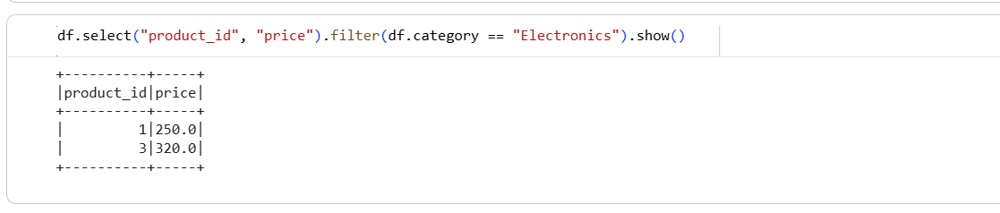 df.select("product_id", "price").filter(df.category == "Electronics").show()
+----------+-----+
|product_id|price|
+----------+-----+
|         1|250.0|
|         3|320.0|
+----------+-----+